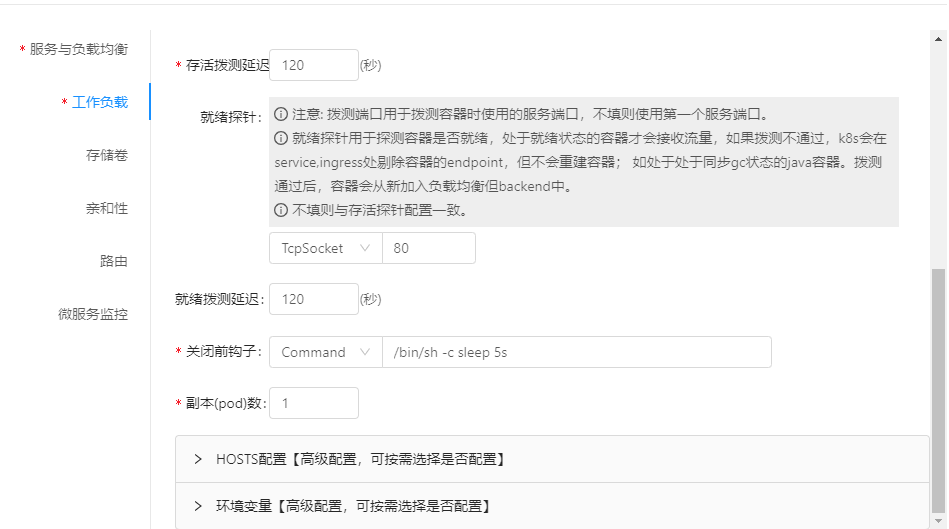 * 服务与负载均衡
* 工作负载
存储卷
亲和性
路由
微服务监控
* 存活拨测延迟 120 (秒)
就绪探针: 注意: 拨测端口用于拨测容器时使用的服务端口，不填则使用第一个服务端口。
就绪探针用于探测容器是否就绪，处于就绪状态的容器才会接收流量，如果拨测不通过，k8s会在
service,ingress处剔除容器的endpoint，但不会重建容器； 如处于处于同步gc状态的java容器。拨测
通过后，容器会从新加入负载均衡但backend中。
不填则与存活探针配置一致。
TcpSocket 80
就绪拨测延迟: 120 (秒)
* 关闭前钩子: Command /bin/sh -c sleep 5s
* 副本(pod)数: 1
HOSTS配置【高级配置，可按需选择是否配置】
环境变量【高级配置，可按需选择是否配置】